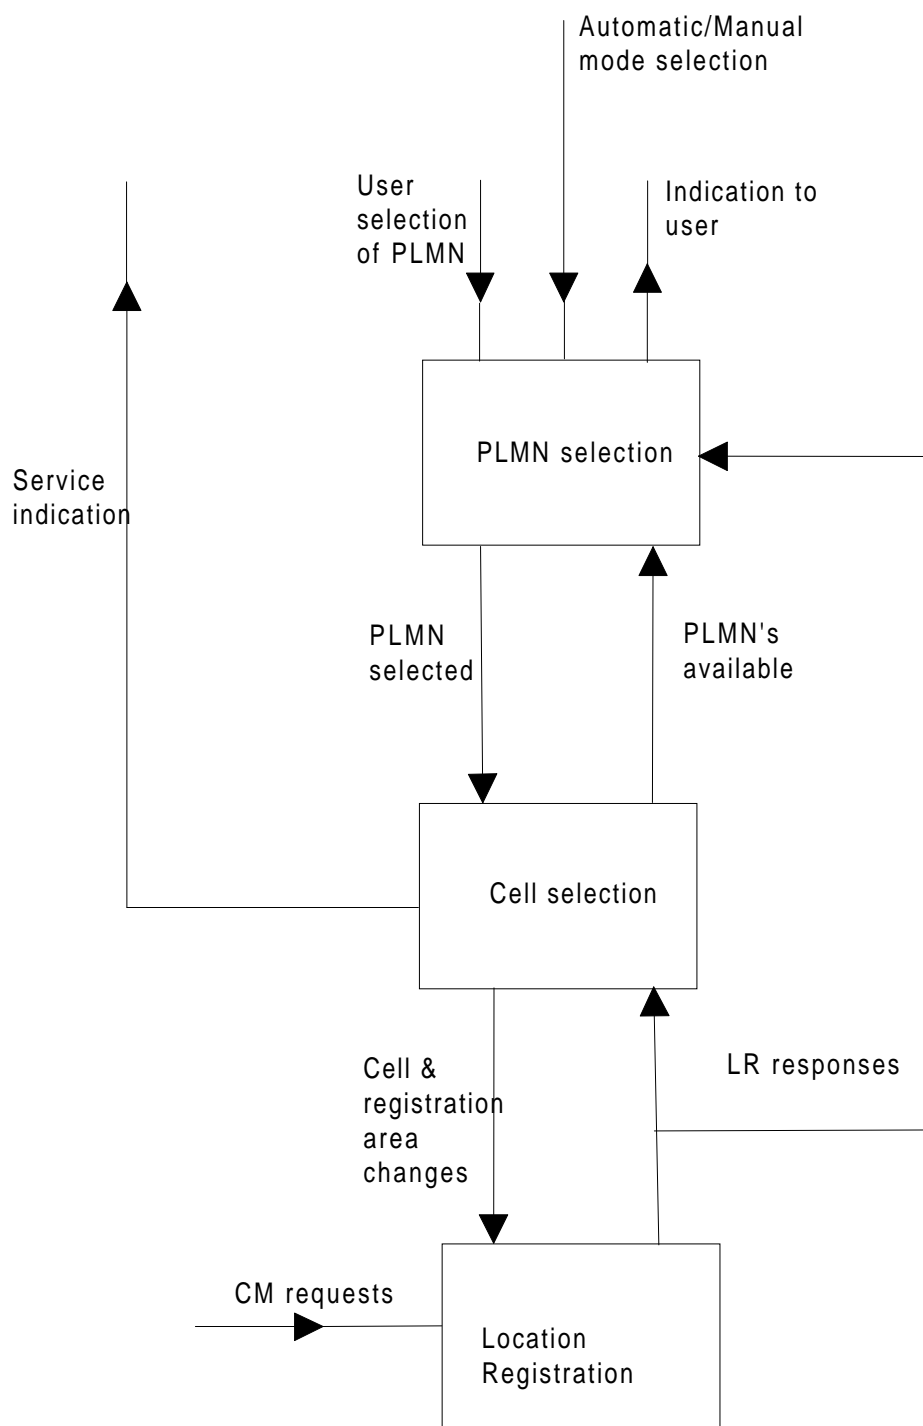 Automatic/Manual
mode selection
User
selection
of PLMN
Indication to
user
PLMN selection
Service
indication
PLMN
selected
PLMN's
available
Cell selection
Cell &
registration
area
changes
LR responses
CM requests
Location
Registration